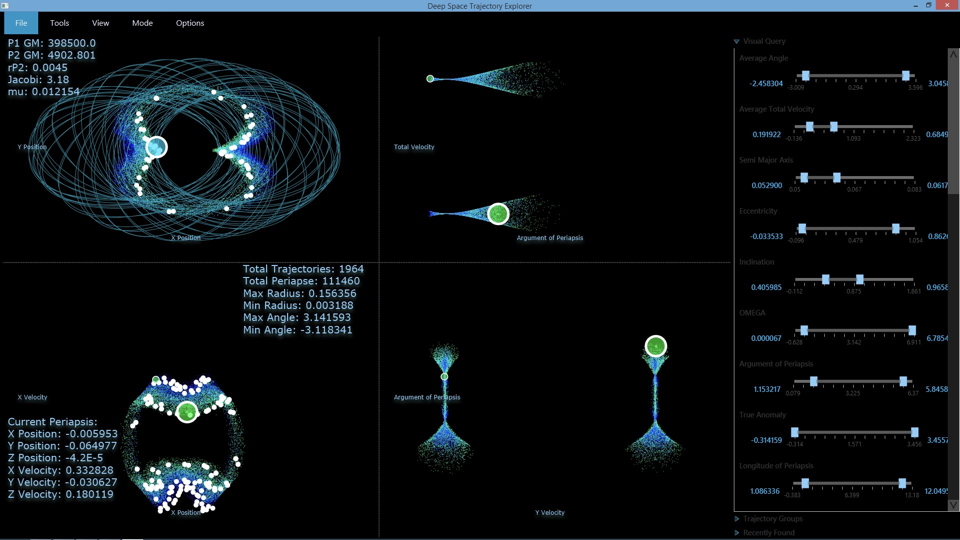 Deep Space Trajectory Explorer
File Tools View Mode Options
P1 GM: 398500.0
P2 GM: 4902.801
rP2: 0.0045
Jacobi: 3.18
mu: 0.012154
Y Position
X Position
Total Velocity
Argument of Periapsis
Total Trajectories: 1964
Total Periapse: 111460
Max Radius: 0.156356
Min Radius: 0.003188
Max Angle: 3.141593
Min Angle: -3.118341
X Velocity
Current Periapsis:
X Position: -0.005953
Y Position: -0.064977
Z Position: -4.2E-5
X Velocity: 0.332828
Y Velocity: -0.030627
Z Velocity: 0.180119
X Position
Argument of Periapsis
Y Velocity
Visual Query
Average Angle
-2.458304 3.0458
-3.009 0.294 3.596
Average Total Velocity
0.191922 0.6849
-0.136 1.093 2.323
Semi Major Axis
0.052900 0.0617
0.05 0.067 0.083
Eccentricity
-0.033533 0.8620
-0.096 0.479 1.054
Inclination
0.405985 0.9658
-0.112 0.875 1.861
OMEGA
0.000067 6.7854
-0.628 3.142 6.911
Argument of Periapsis
1.153217 5.8458
0.079 3.225 6.37
True Anomaly
-0.314159 3.4557
-0.314 1.571 3.456
Longitude of Periapsis
1.086336 12.0495
-0.383 6.399 13.18
Trajectory Groups
Recently Found